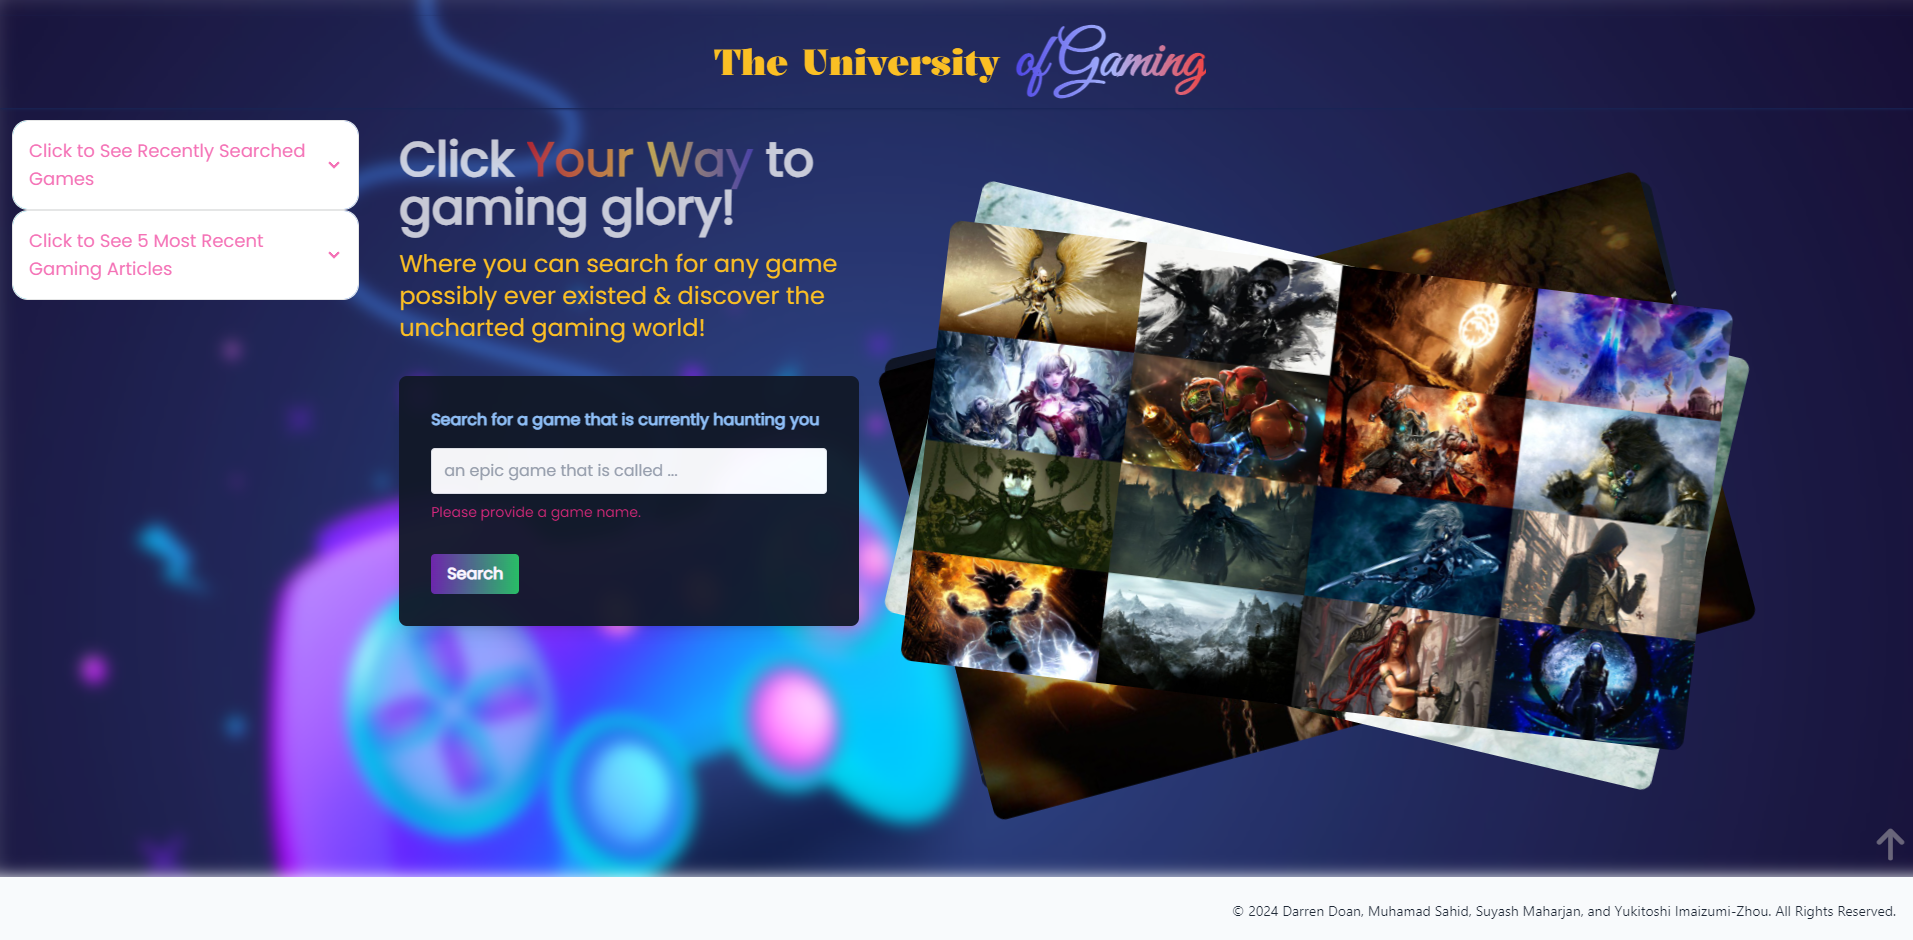 The University of Gaming
Click to See Recently Searched
Games
Click to See 5 Most Recent
Gaming Articles
Click Your Way to
gaming glory!
Where you can search for any game
possibly ever existed & discover the
uncharted gaming world!
Search for a game that is currently haunting you
an epic game that is called ...
Please provide a game name.
Search
© 2024 Darren Doan, Muhamad Sahid, Suyash Maharjan, and Yukitoshi Imaizumi-Zhou. All Rights Reserved.